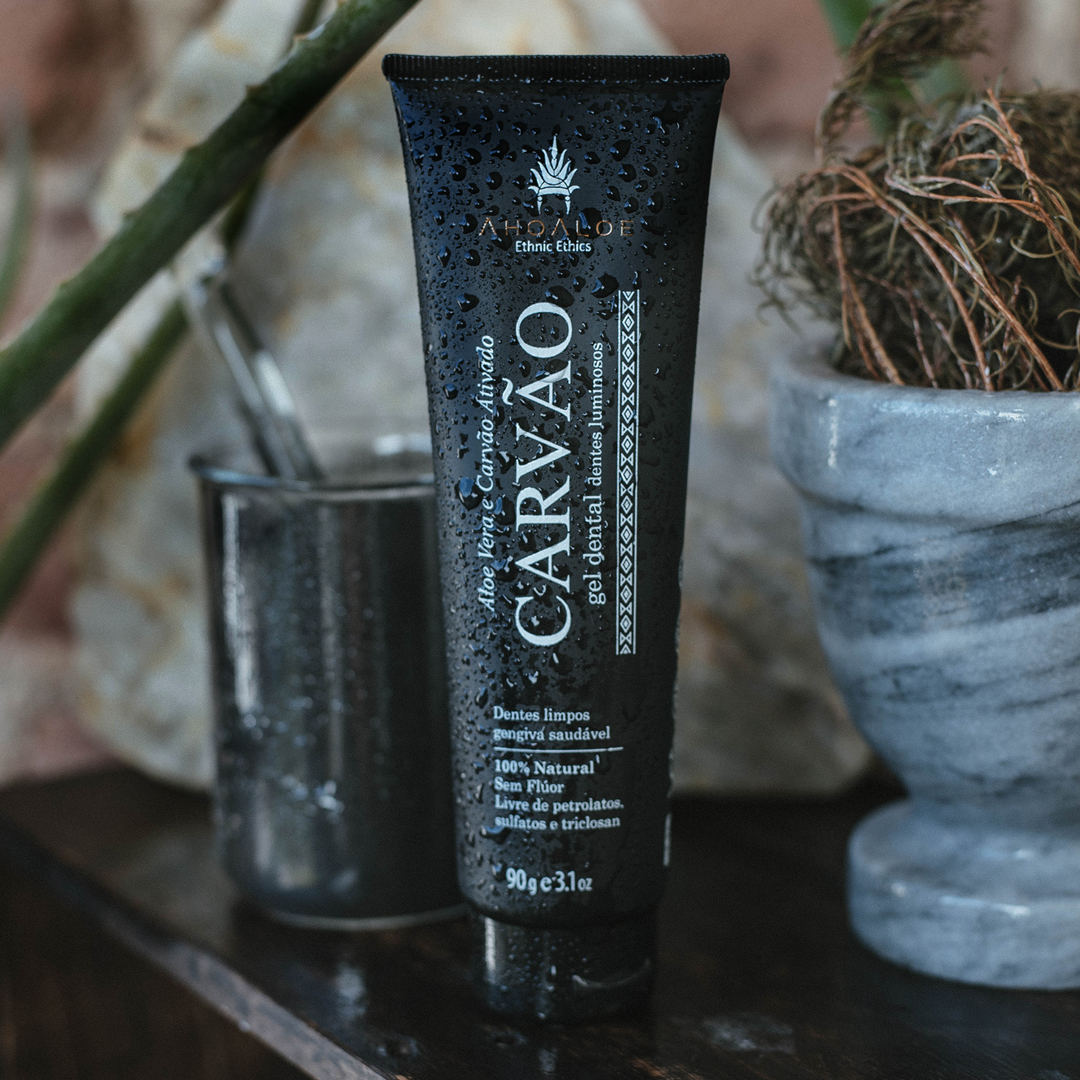 AHOALOE
Ethnic Ethics
Aloe Vera e Carvão Ativado
CARVÃO
gel dental dentes luminosos
Dentes limpos
gengiva saudável
100% Natural
Sem Flúor
Livre de petrolatos,
sulfatos e triclosan
90g e 3.1oz